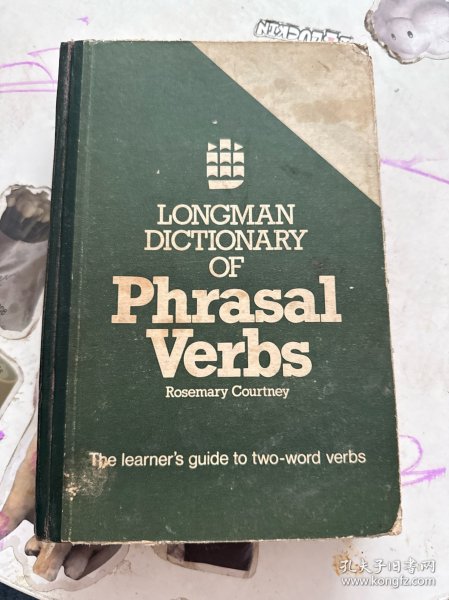 LONGMAN
DICTIONARY
OF
Phrasal
Verbs
Rosemary Courtney
The learner's guide to two-word verbs
孔夫子旧书网
www.kongfz.com